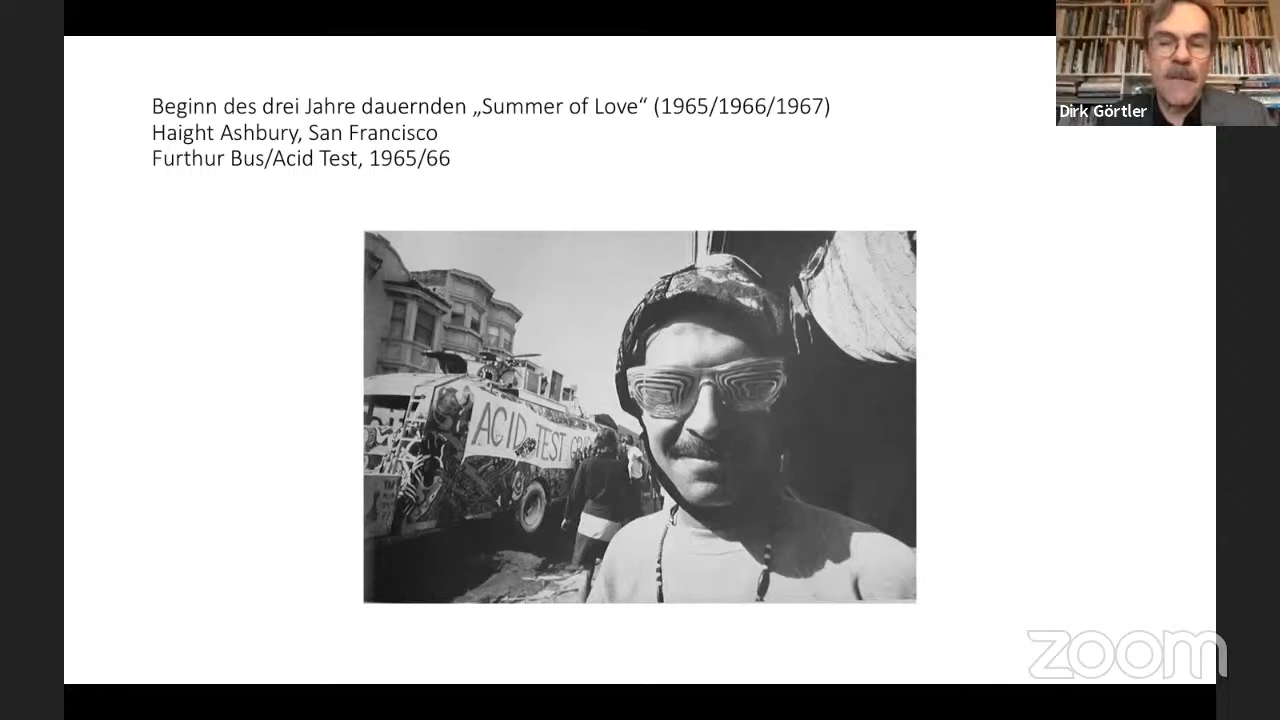 Beginn des drei Jahre dauernden „Summer of Love“ (1965/1966/1967)
Haight Ashbury, San Francisco
Furthur Bus/Acid Test, 1965/66
Dirk Görtler
ACID TEST
zoom